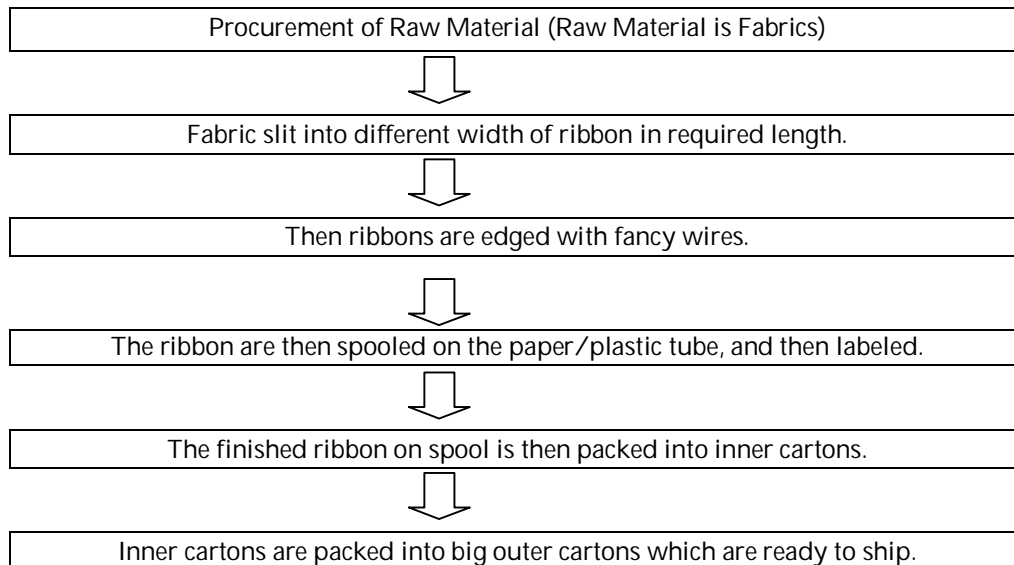 Procurement of Raw Material (Raw Material is Fabrics)
Fabric slit into different width of ribbon in required length.
Then ribbons are edged with fancy wires.
The ribbon are then spooled on the paper/plastic tube, and then labeled.
The finished ribbon on spool is then packed into inner cartons.
Inner cartons are packed into big outer cartons which are ready to ship.